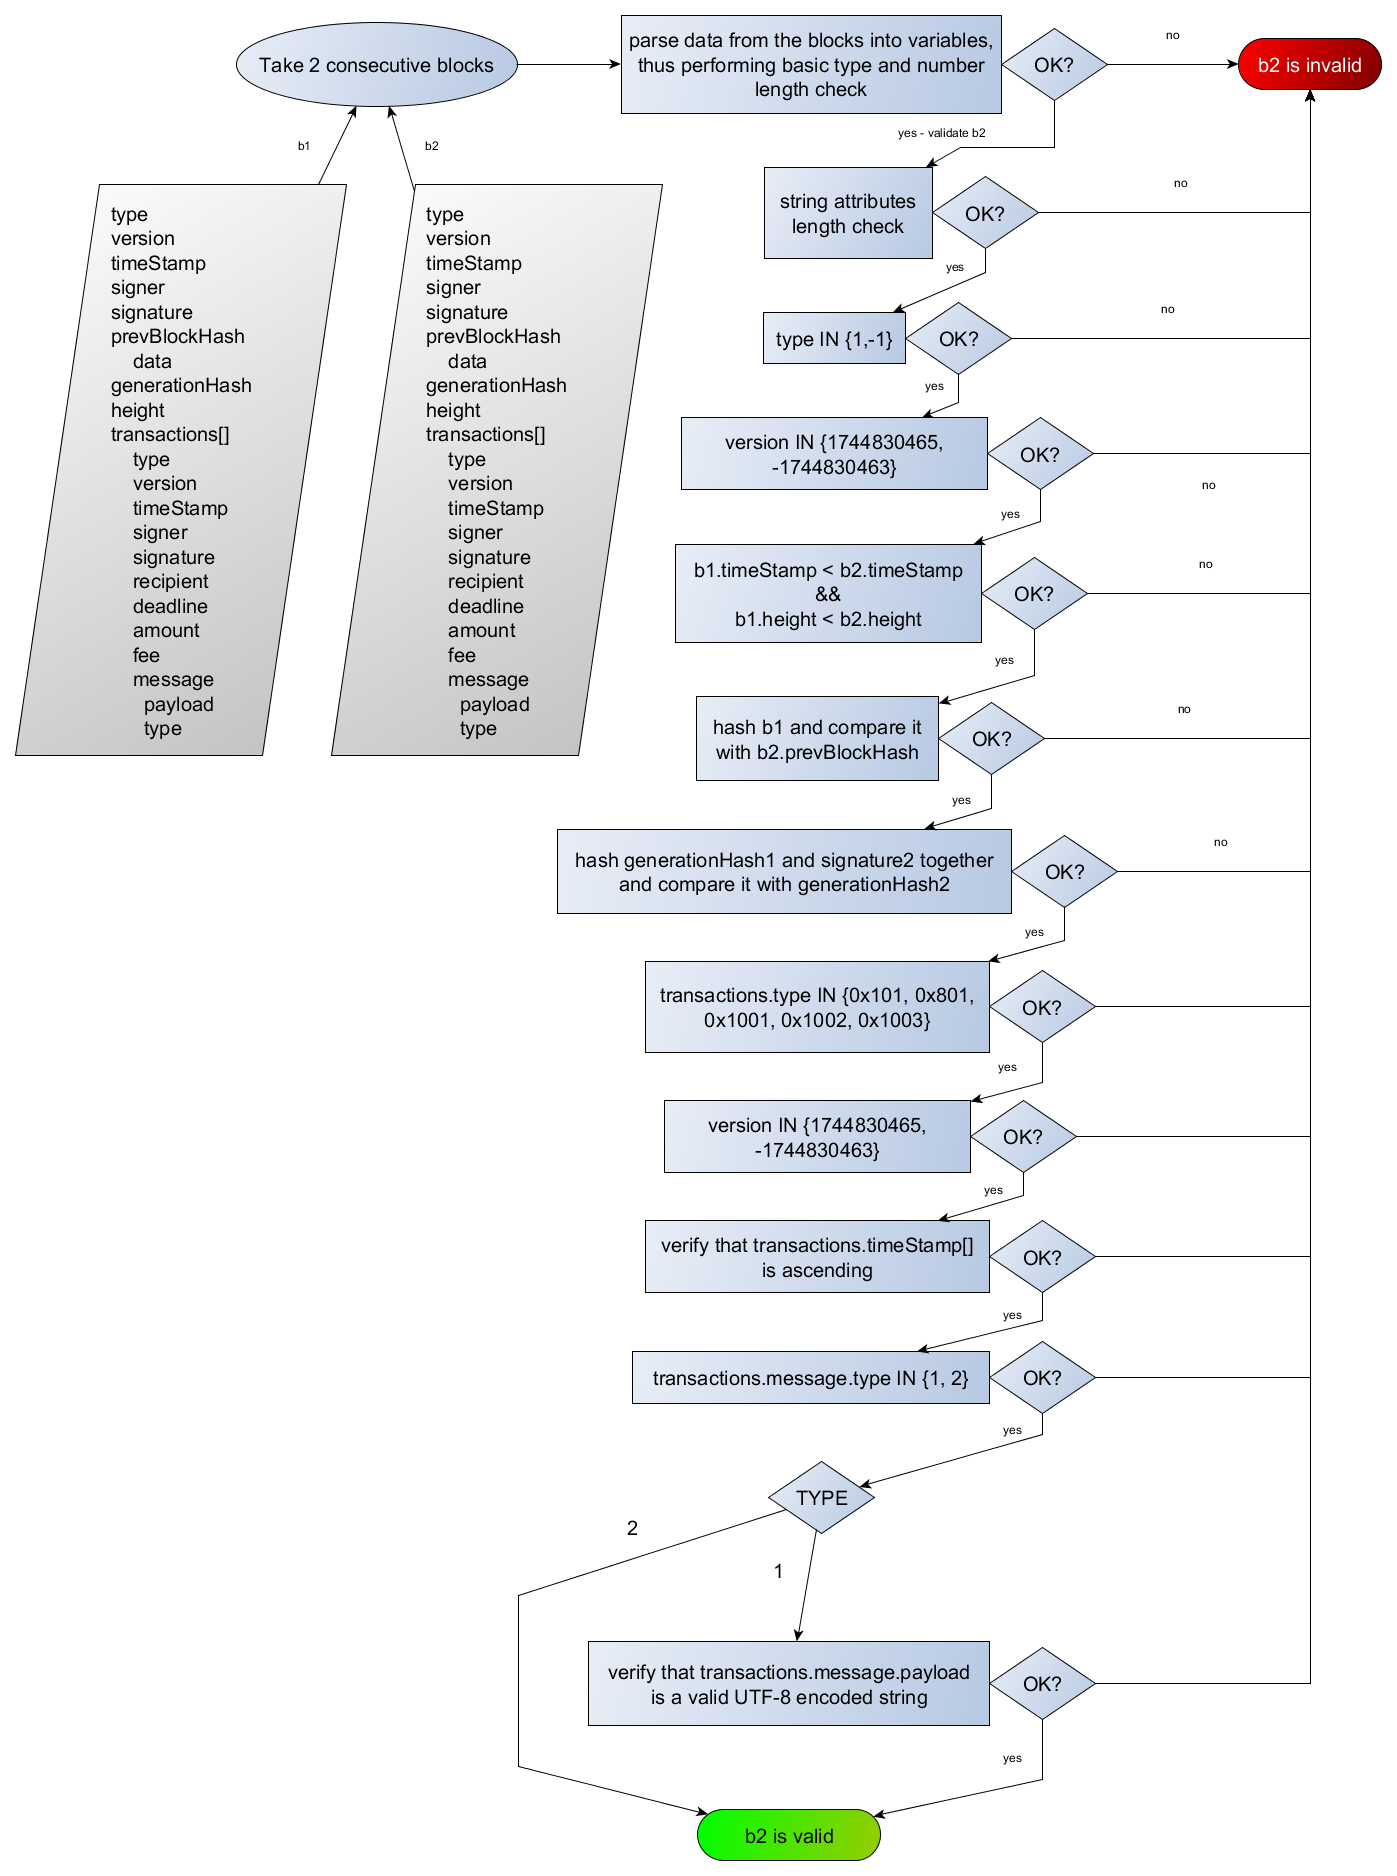 Take 2 consecutive blocks
parse data from the blocks into variables,
thus performing basic type and number
length check
OK?
no
b2 is invalid
b1
b2
yes - validate b2
type
version
timeStamp
signer
signature
prevBlockHash
data
generationHash
height
transactions[]
type
version
timeStamp
signer
signature
recipient
deadline
amount
fee
message
payload
type
type
version
timeStamp
signer
signature
prevBlockHash
data
generationHash
height
transactions[]
type
version
timeStamp
signer
signature
recipient
deadline
amount
fee
message
payload
type
string attributes
length check
OK?
no
yes
type IN {1,-1}
OK?
no
yes
version IN {1744830465,
-1744830463}
OK?
no
yes
b1.timeStamp < b2.timeStamp
&&
b1.height < b2.height
OK?
no
yes
hash b1 and compare it
with b2.prevBlockHash
OK?
no
yes
hash generationHash1 and signature2 together
and compare it with generationHash2
OK?
no
yes
transactions.type IN {0x101, 0x801,
0x1001, 0x1002, 0x1003}
OK?
yes
version IN {1744830465,
-1744830463}
OK?
yes
verify that transactions.timeStamp[]
is ascending
OK?
yes
transactions.message.type IN {1, 2}
OK?
yes
TYPE
2
1
verify that transactions.message.payload
is a valid UTF-8 encoded string
OK?
yes
b2 is valid